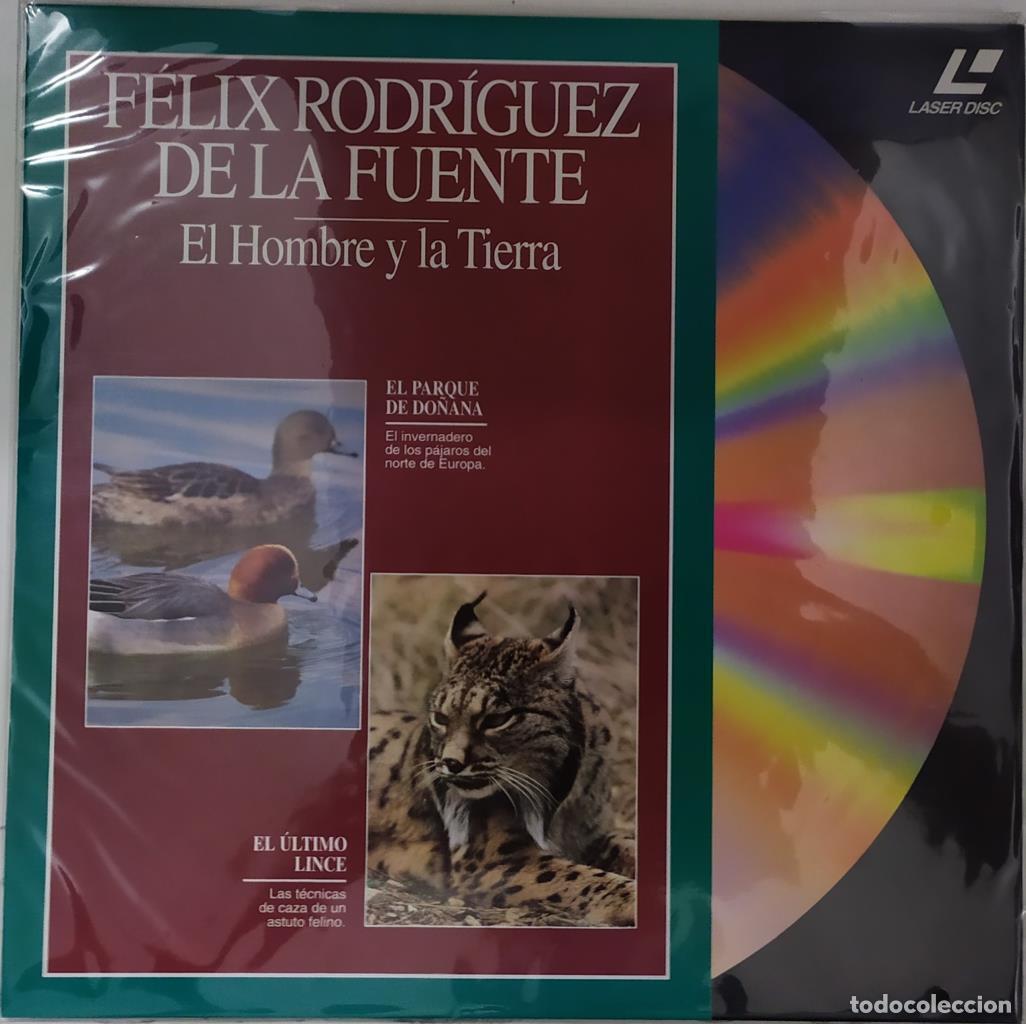 FÉLIX RODRÍGUEZ
DE LA FUENTE
El Hombre y la Tierra
LASER DISC
EL PARQUE
DE DOÑANA
El invernadero
de los pájaros del
norte de Europa.
EL ÚLTIMO
LINCE
Las técnicas
de caza de un
astuto felino.
todocoleccion